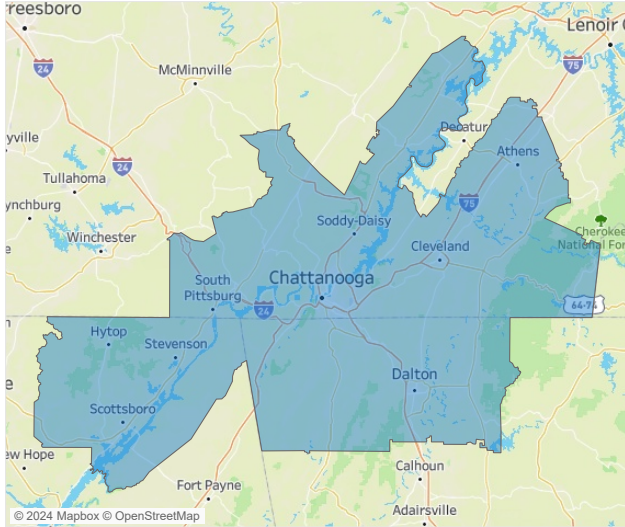 reesboro
Lenoir C
24
75
McMinnville
yville
Decatur
24
Athens
Tullahoma
75
ynchburg
Soddy-Daisy
Cherokee
National For
Winchester
Cleveland
Chattanooga
South
Pittsburg
24
64-74
Hytop
Stevenson
Dalton
e
Scottsboro
ew Hope
Calhoun
Fort Payne
Adairsville
© 2024 Mapbox © OpenStreetMap